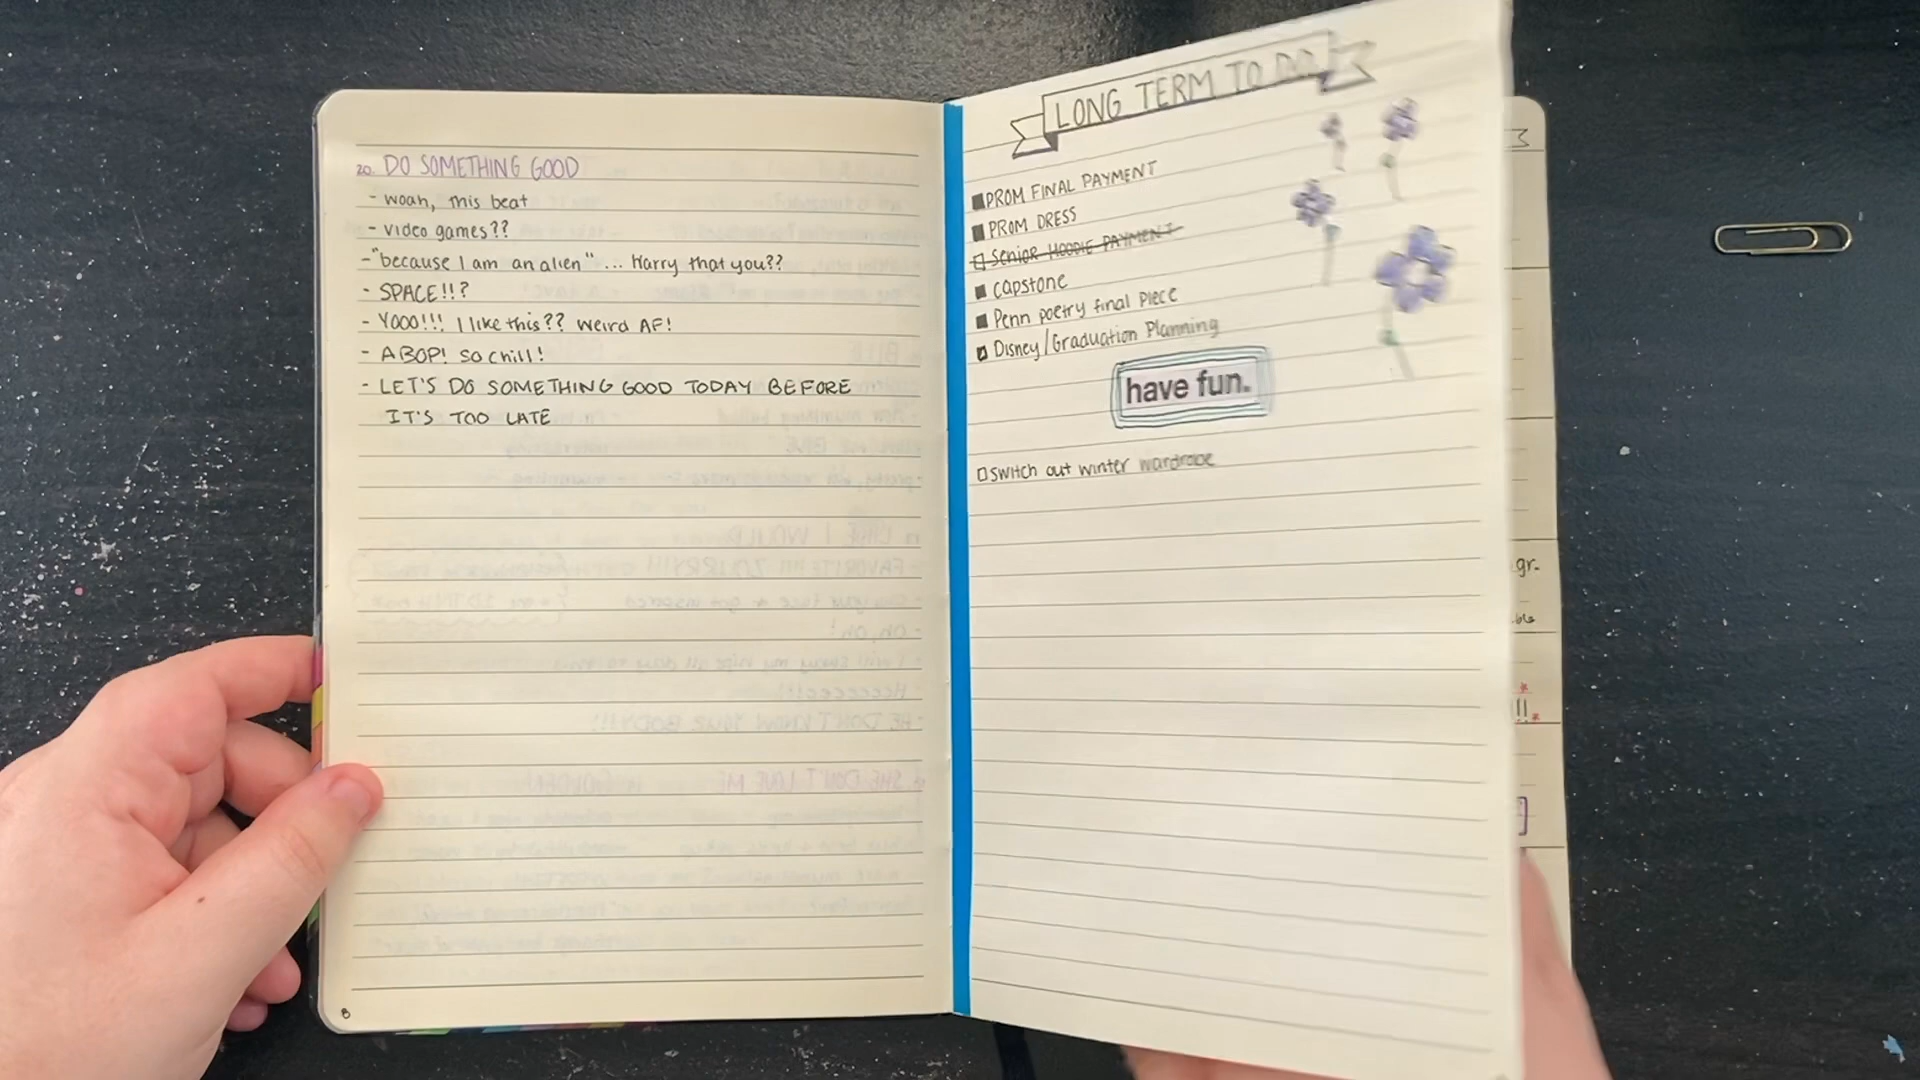 20. DO SOMETHING GOOD
- woah, this beat
- video games??
- "because I am an alien"... Harry that you??
- SPACE!!?
- YOOO!!! I like this?? Weird AF!
- A BOP! So chill!
- LET'S DO SOMETHING GOOD TODAY BEFORE
IT'S TOO LATE
8
LONG TERM TO DO
PROM FINAL PAYMENT
PROM DRESS
Senior HOODIE PAYMENT
capstone
Penn poetry final piece
Disney/Graduation Planning
have fun.
switch out winter wardrobe
gr-
!!!